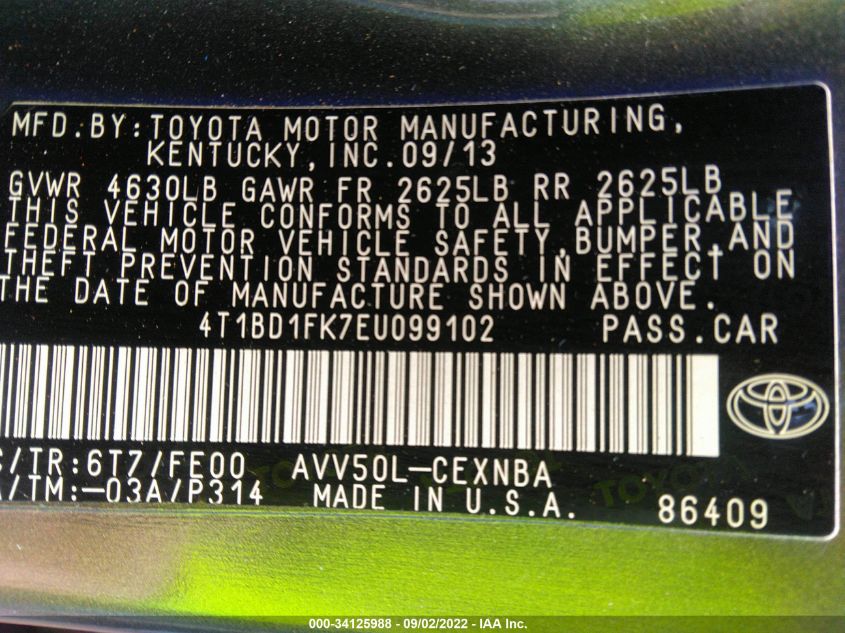 MFD.BY:TOYOTA MOTOR MANUFACTURING,
KENTUCKY,INC.09/13
GVWR 4630LB GAWR FR 2625LB RR 2625LB
THIS VEHICLE CONFORMS TO ALL APPLICABLE
FEDERAL MOTOR VEHICLE SAFETY,BUMPER,AND
THEFT PREVENTION STANDARDS IN EFFECT ON
THE DATE OF MANUFACTURE SHOWN ABOVE.
4T1BD1FK7EU099102 PASS.CAR
/TR:6T7/FE00 AVV50L-CEXNBA
/TM:-03A/P314 MADE IN U.S.A. 86409
TOYOTA
000-34125988 - 09/02/2022 - IAA Inc.